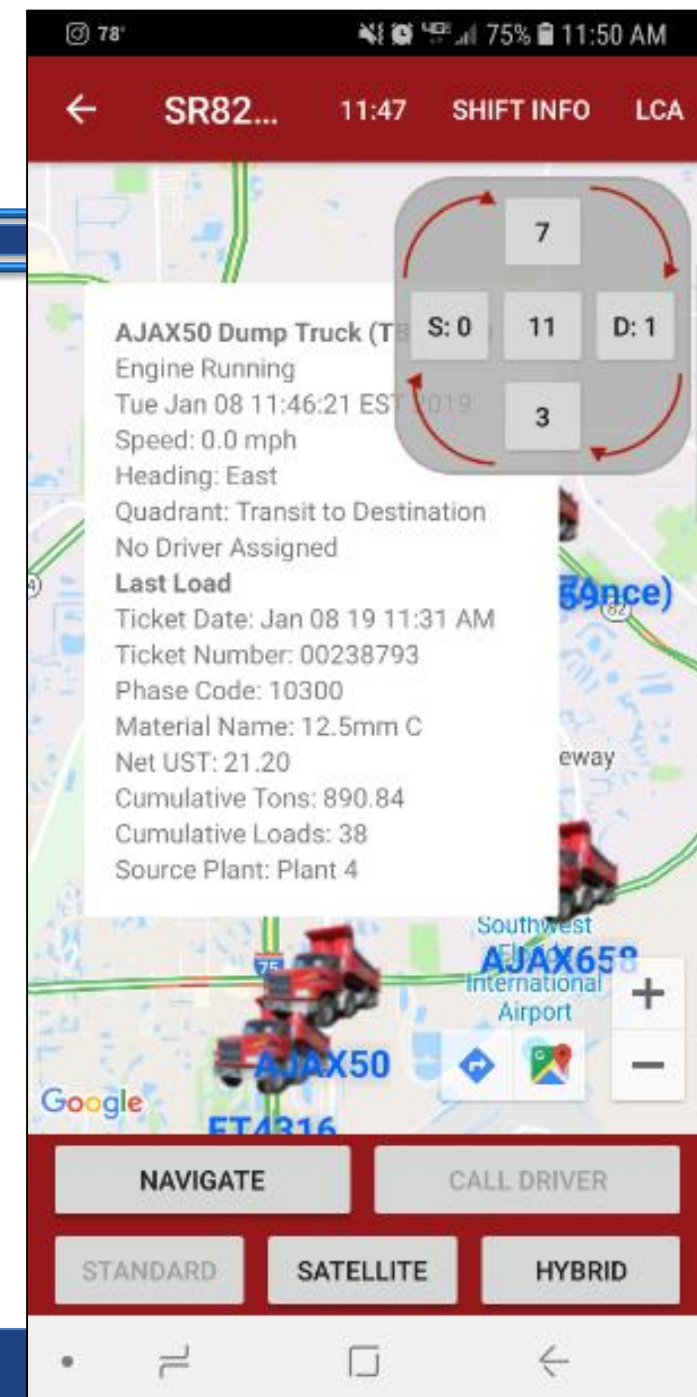 78°
75% 11:50 AM
← SR82... 11:47 SHIFT INFO LCA
7
S: 0 11 D: 1
3
AJAX50 Dump Truck
Engine Running
Tue Jan 08 11:46:21 EST 2019
Speed: 0.0 mph
Heading: East
Quadrant: Transit to Destination
No Driver Assigned
Last Load
Ticket Date: Jan 08 19 11:31 AM
Ticket Number: 00238793
Phase Code: 10300
Material Name: 12.5mm C
Net UST: 21.20
Cumulative Tons: 890.84
Cumulative Loads: 38
Source Plant: Plant 4
82
eway
Southwest
International
Airport
AJAX658
75
AJAX50
+
−
Google
ET4316
NAVIGATE CALL DRIVER
STANDARD SATELLITE HYBRID